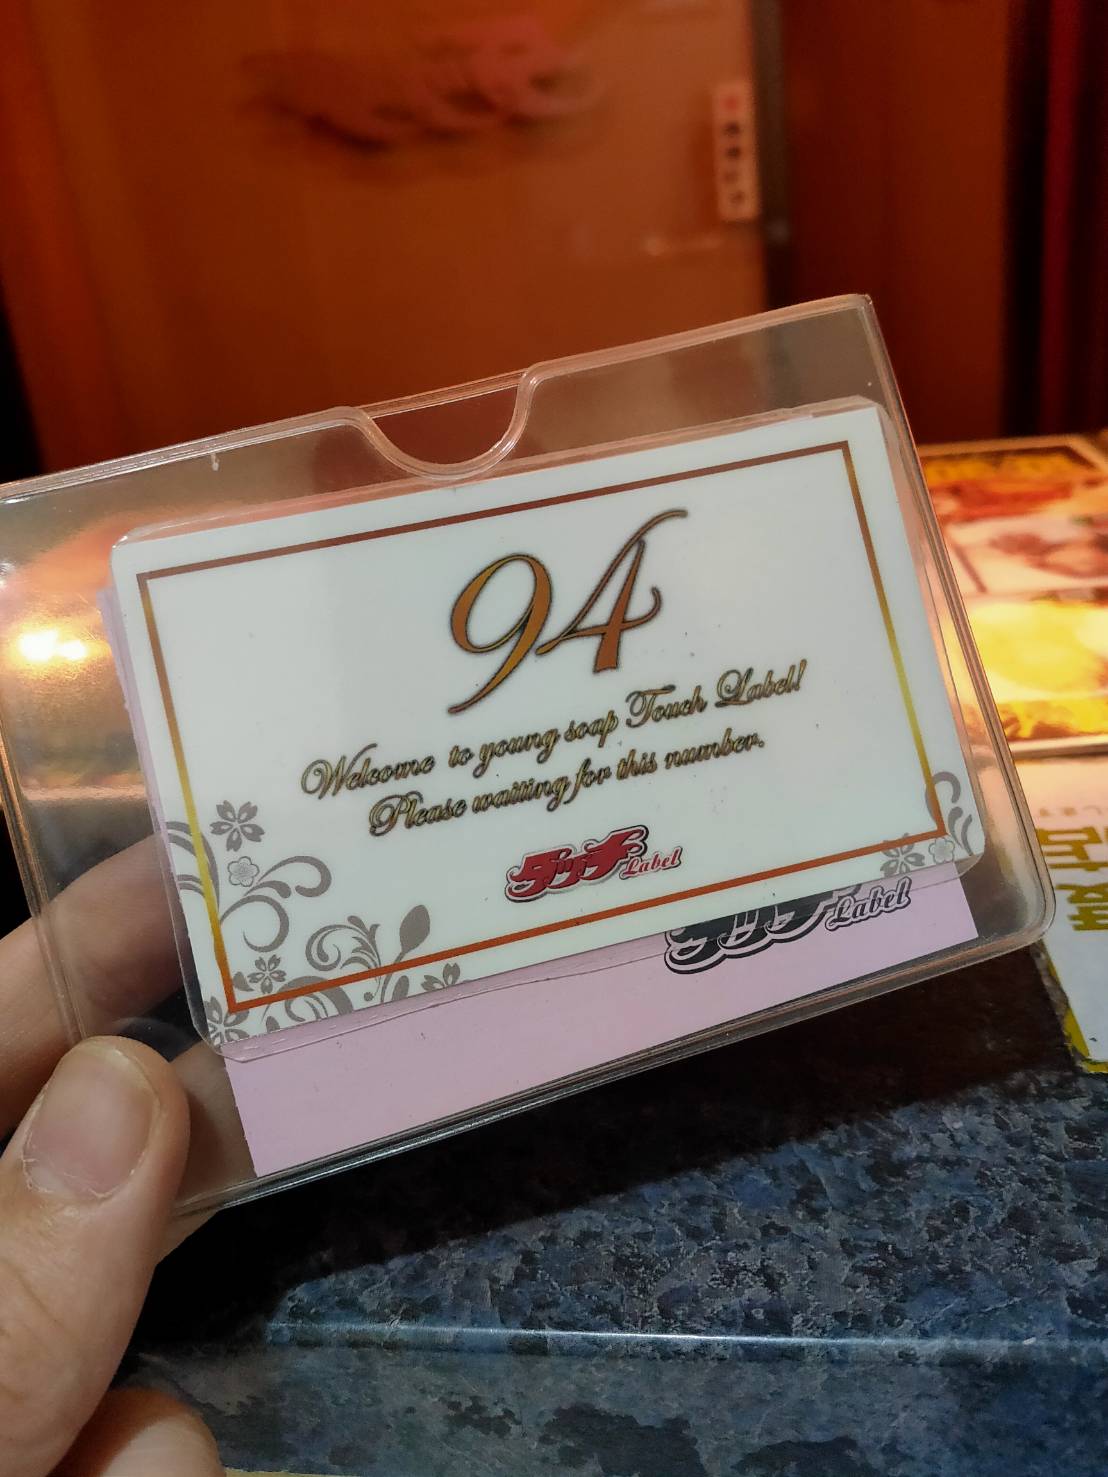 94
Welcome to young soap Touch Label!
Please waiting for this number.
タッチLabel
Label